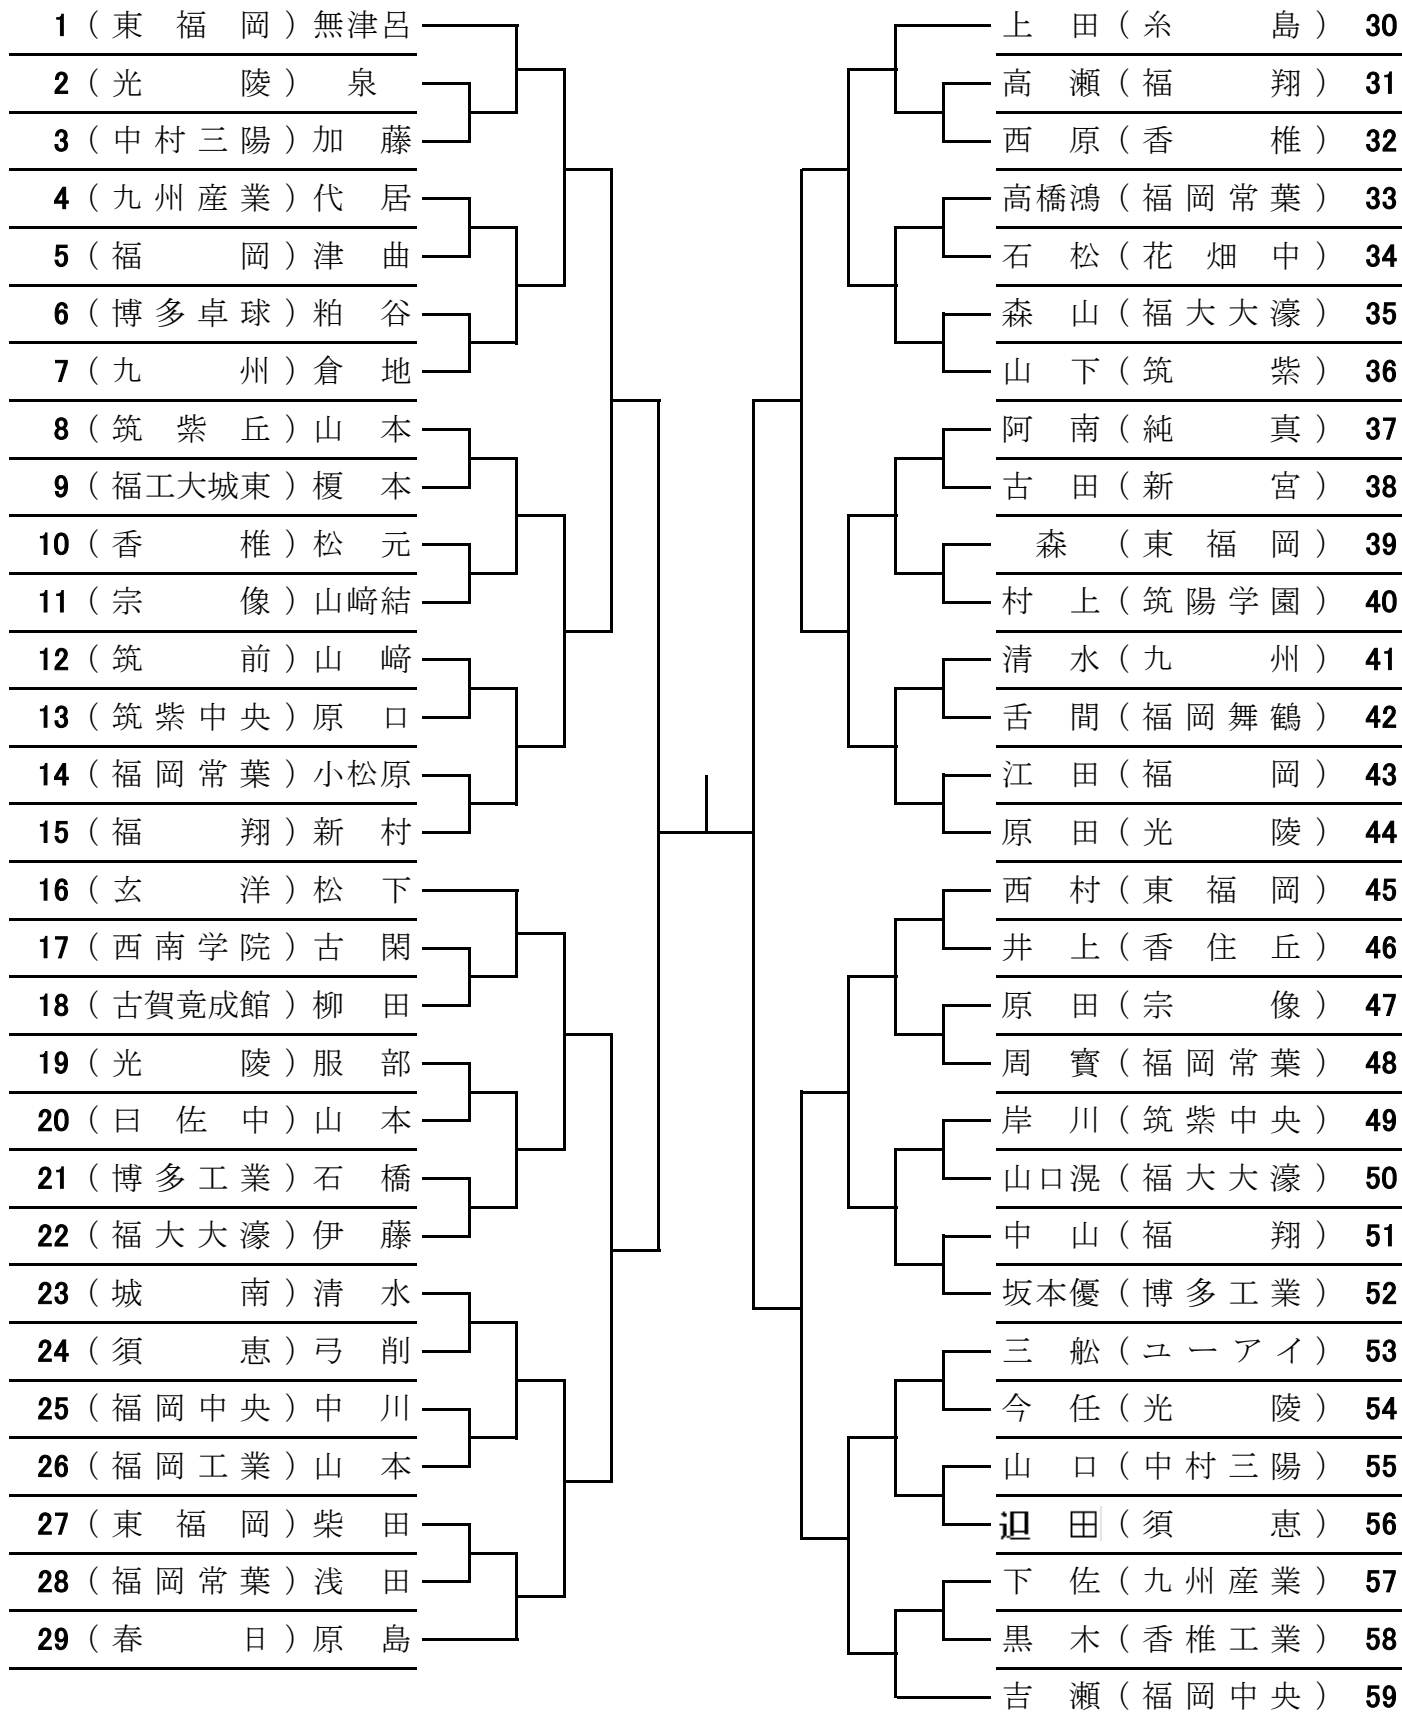 1 （東福岡）無津呂
2 （光陵）泉
3 （中村三陽）加藤
4 （九州産業）代居
5 （福岡）津曲
6 （博多卓球）粕谷
7 （九州）倉地
8 （筑紫丘）山本
9 （福工大城東）榎本
10 （香椎）松元
11 （宗像）山﨑結
12 （筑前）山﨑
13 （筑紫中央）原口
14 （福岡常葉）小松原
15 （福翔）新村
16 （玄洋）松下
17 （西南学院）古閑
18 （古賀竟成館）柳田
19 （光陵）服部
20 （曰佐中）山本
21 （博多工業）石橋
22 （福大大濠）伊藤
23 （城南）清水
24 （須恵）弓削
25 （福岡中央）中川
26 （福岡工業）山本
27 （東福岡）柴田
28 （福岡常葉）浅田
29 （春日）原島
上田（糸島） 30
高瀬（福翔） 31
西原（香椎） 32
高橋鴻（福岡常葉） 33
石松（花畑中） 34
森山（福大大濠） 35
山下（筑紫） 36
阿南（純真） 37
古田（新宮） 38
森（東福岡） 39
村上（筑陽学園） 40
清水（九州） 41
舌間（福岡舞鶴） 42
江田（福岡） 43
原田（光陵） 44
西村（東福岡） 45
井上（香住丘） 46
原田（宗像） 47
周寳（福岡常葉） 48
岸川（筑紫中央） 49
山口滉（福大大濠） 50
中山（福翔） 51
坂本優（博多工業） 52
三舩（ユーアイ） 53
今任（光陵） 54
山口（中村三陽） 55
廹田（須恵） 56
下佐（九州産業） 57
黒木（香椎工業） 58
吉瀬（福岡中央） 59